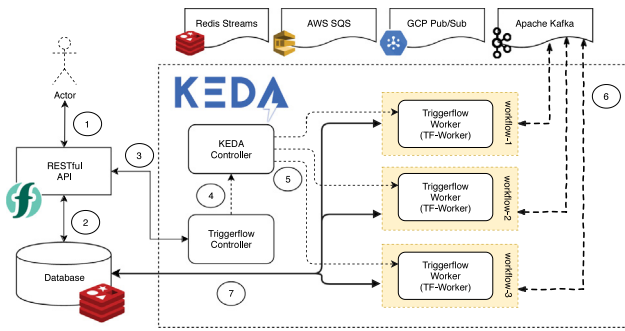 Redis Streams
AWS SQS
GCP Pub/Sub
Apache Kafka
Actor
KEDA
1
3
6
RESTful
API
KEDA
Controller
Triggerflow
Worker
(TF-Worker)
workflow-1
4
5
2
Triggerflow
Controller
Triggerflow
Worker
(TF-Worker)
workflow-2
Database
Triggerflow
Worker
(TF-Worker)
workflow-3
7